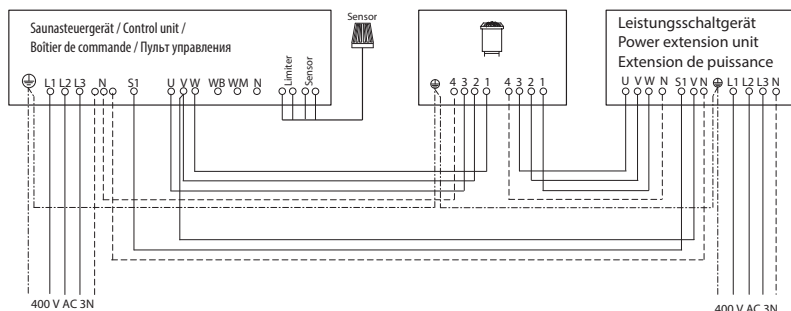 Saunasteuergerät / Control unit /
Boîtier de commande / Пульт управления
Sensor
Leistungsschaltgerät
Power extension unit
Extension de puissance
L1 L2 L3 N S1 U V W WB WM N Limiter Sensor
4 3 2 1 4 3 2 1
U V W N S1 V N L1 L2 L3 N
400 V AC 3N
400 V AC 3N